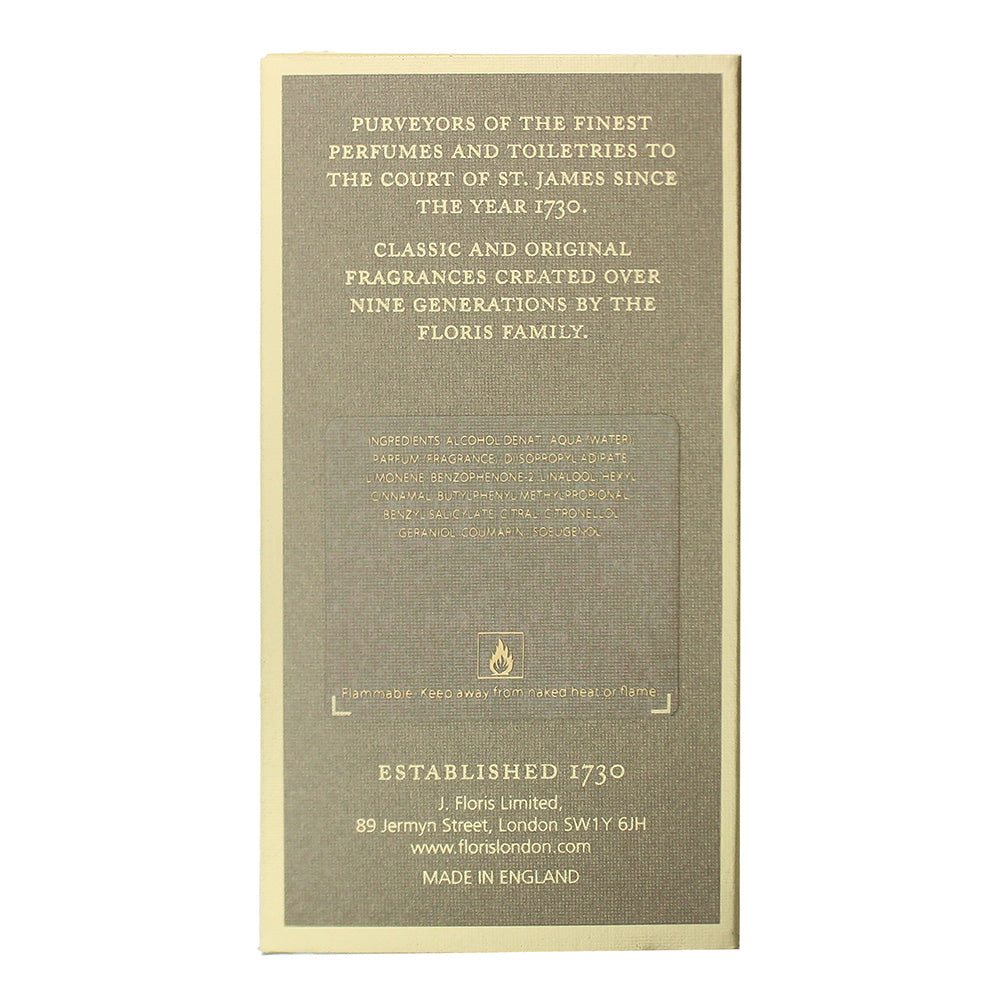 PURVEYORS OF THE FINEST
PERFUMES AND TOILETRIES TO
THE COURT OF ST. JAMES SINCE
THE YEAR 1730.
CLASSIC AND ORIGINAL
FRAGRANCES CREATED OVER
NINE GENERATIONS BY THE
FLORIS FAMILY.
INGREDIENTS: ALCOHOL DENAT., AQUA (WATER),
PARFUM (FRAGRANCE), DIISOPROPYL ADIPATE,
LIMONENE, BENZOPHENONE-2, LINALOOL, HEXYL
CINNAMAL, BUTYLPHENYL METHYLPROPIONAL,
BENZYL SALICYLATE, CITRAL, CITRONELLOL,
GERANIOL, COUMARIN, ISOEUGENOL
Flammable. Keep away from naked heat or flame
ESTABLISHED 1730
J. Floris Limited,
89 Jermyn Street, London SW1Y 6JH
www.florislondon.com
MADE IN ENGLAND